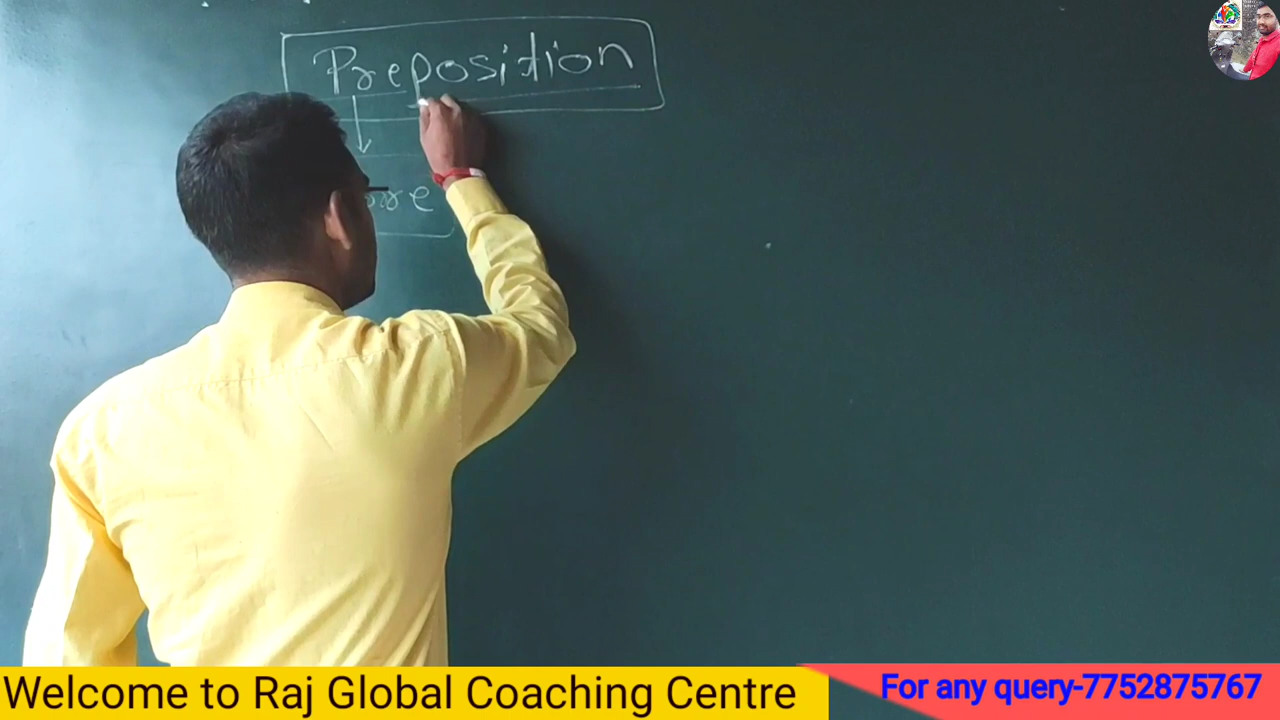 Preposition
Welcome to Raj Global Coaching Centre
For any query-7752875767